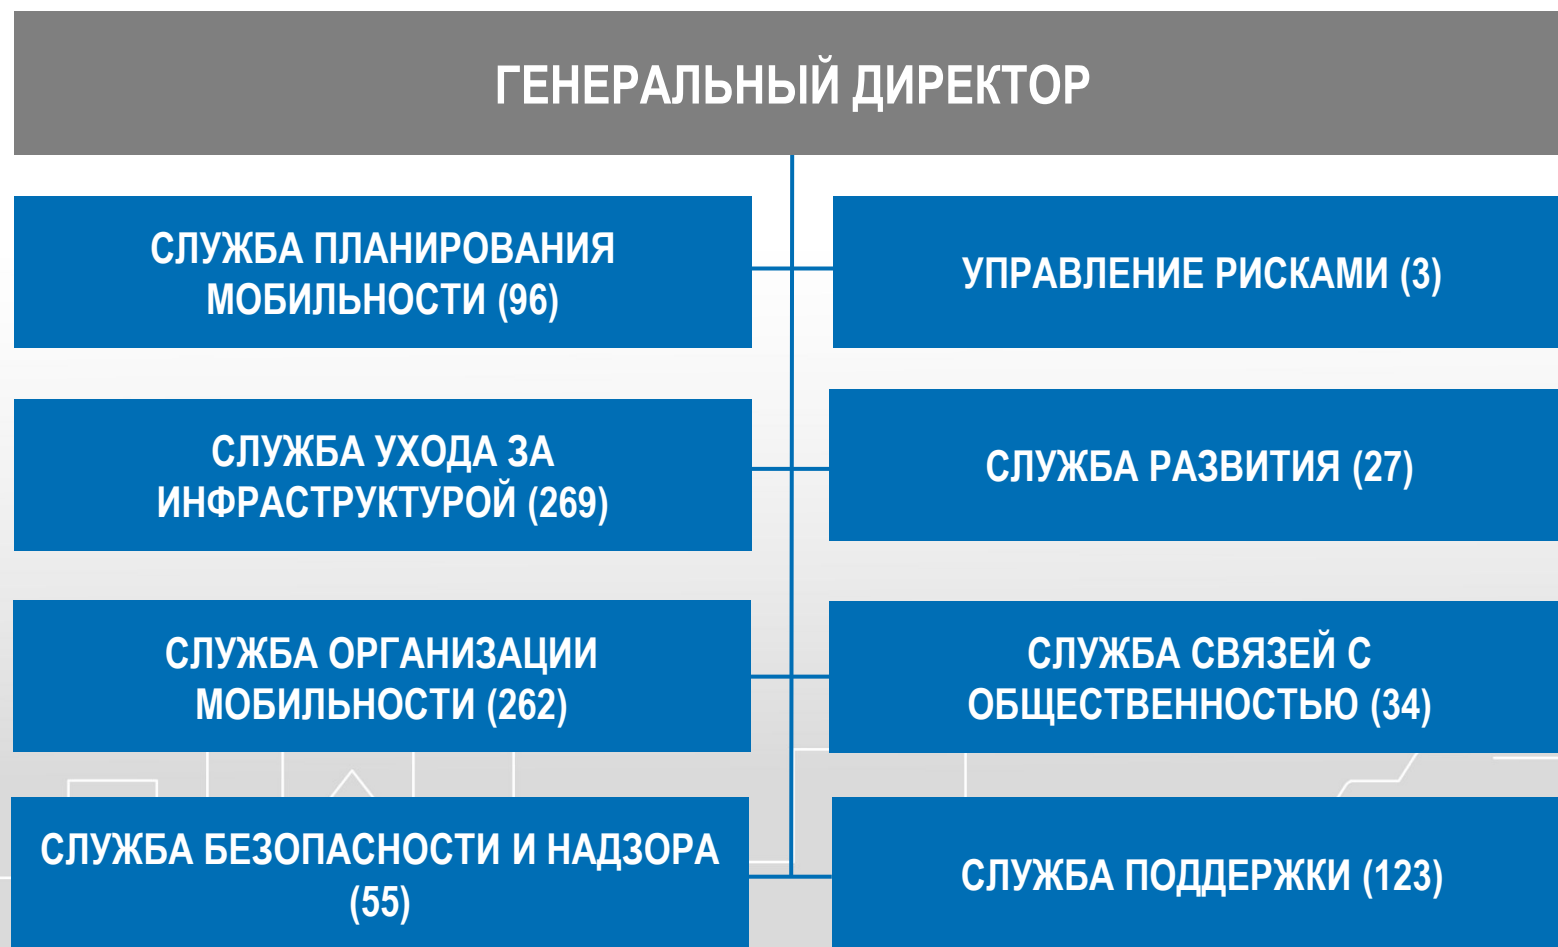 ГЕНЕРАЛЬНЫЙ ДИРЕКТОР
СЛУЖБА ПЛАНИРОВАНИЯ
МОБИЛЬНОСТИ (96)
УПРАВЛЕНИЕ РИСКАМИ (3)
СЛУЖБА УХОДА ЗА
ИНФРАСТРУКТУРОЙ (269)
СЛУЖБА РАЗВИТИЯ (27)
СЛУЖБА ОРГАНИЗАЦИИ
МОБИЛЬНОСТИ (262)
СЛУЖБА СВЯЗЕЙ С
ОБЩЕСТВЕННОСТЬЮ (34)
СЛУЖБА БЕЗОПАСНОСТИ И НАДЗОРА
(55)
СЛУЖБА ПОДДЕРЖКИ (123)